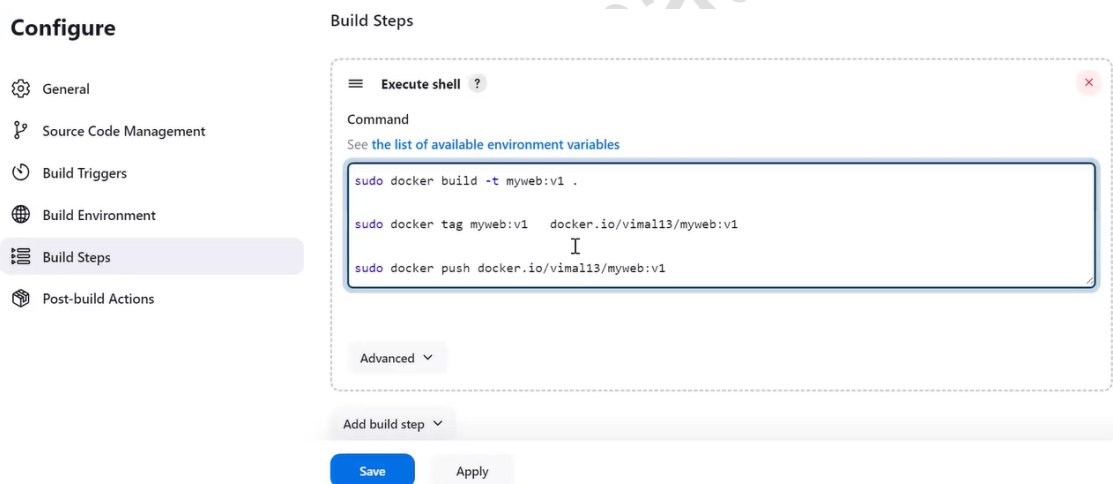 Configure
General
Source Code Management
Build Triggers
Build Environment
Build Steps
Post-build Actions
Build Steps
Execute shell ?
Command
See the list of available environment variables
sudo docker build -t myweb:v1 .
sudo docker tag myweb:v1   docker.io/vimal13/myweb:v1
sudo docker push docker.io/vimal13/myweb:v1
Advanced
Add build step
Save
Apply